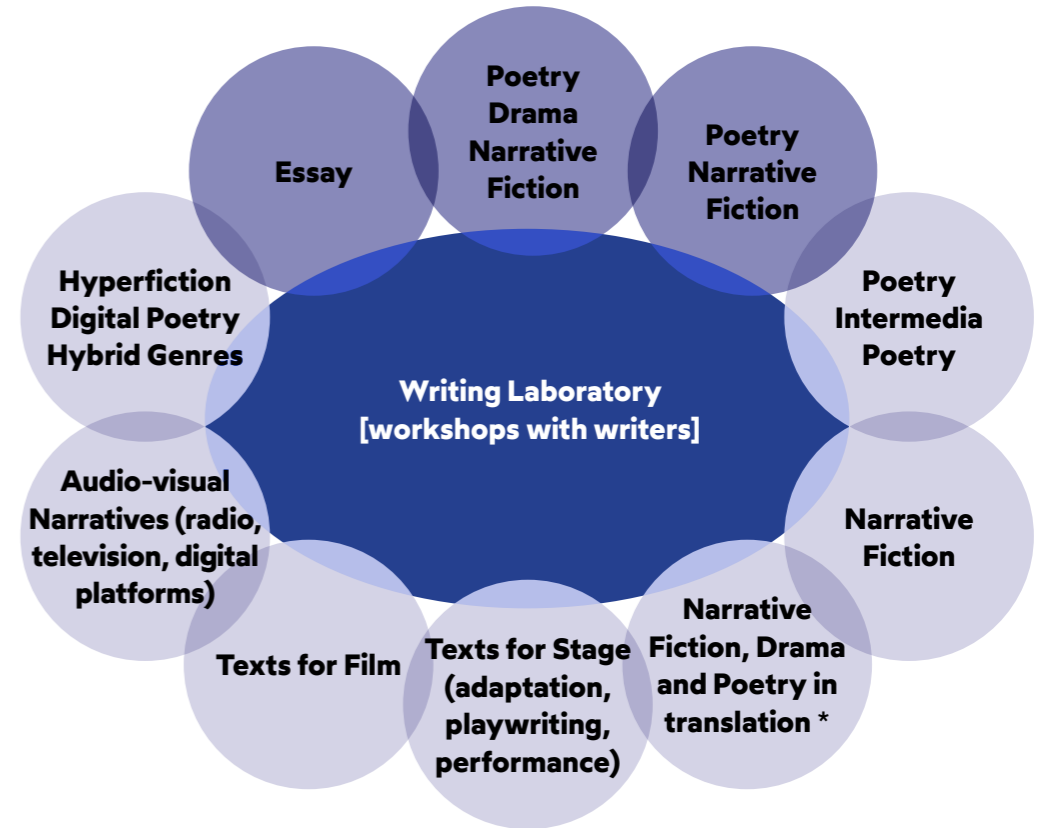 Poetry
Drama
Narrative
Fiction
Essay
Poetry
Narrative
Fiction
Hyperfiction
Digital Poetry
Hybrid Genres
Poetry
Intermedia
Poetry
Writing Laboratory
[workshops with writers]
Audio-visual
Narratives (radio,
television, digital
platforms)
Narrative
Fiction
Texts for Film
Texts for Stage
(adaptation,
playwriting,
performance)
Narrative
Fiction, Drama
and Poetry in
translation *